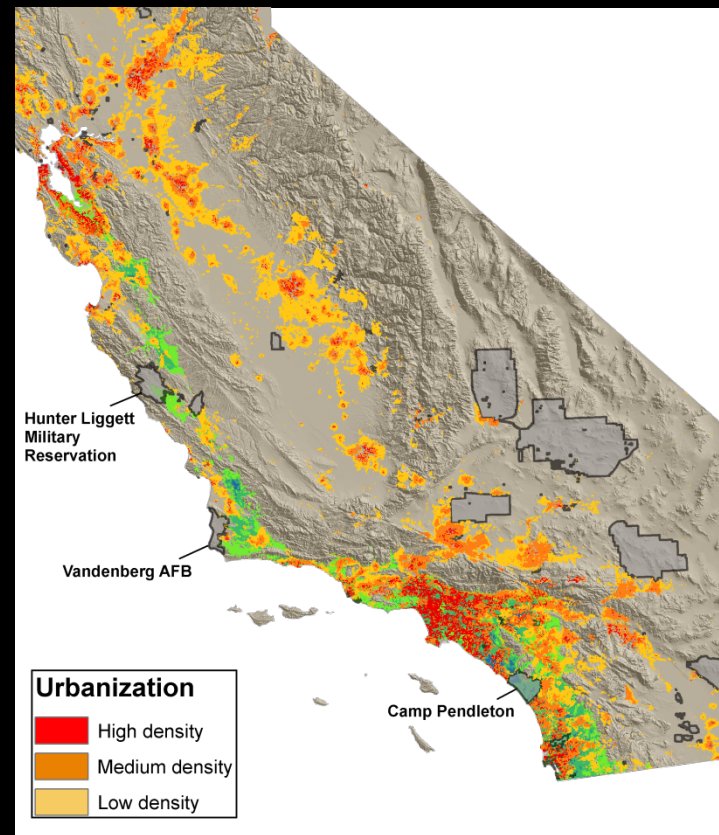 Hunter Liggett
Military
Reservation
Vandenberg AFB
Camp Pendleton
Urbanization
High density
Medium density
Low density